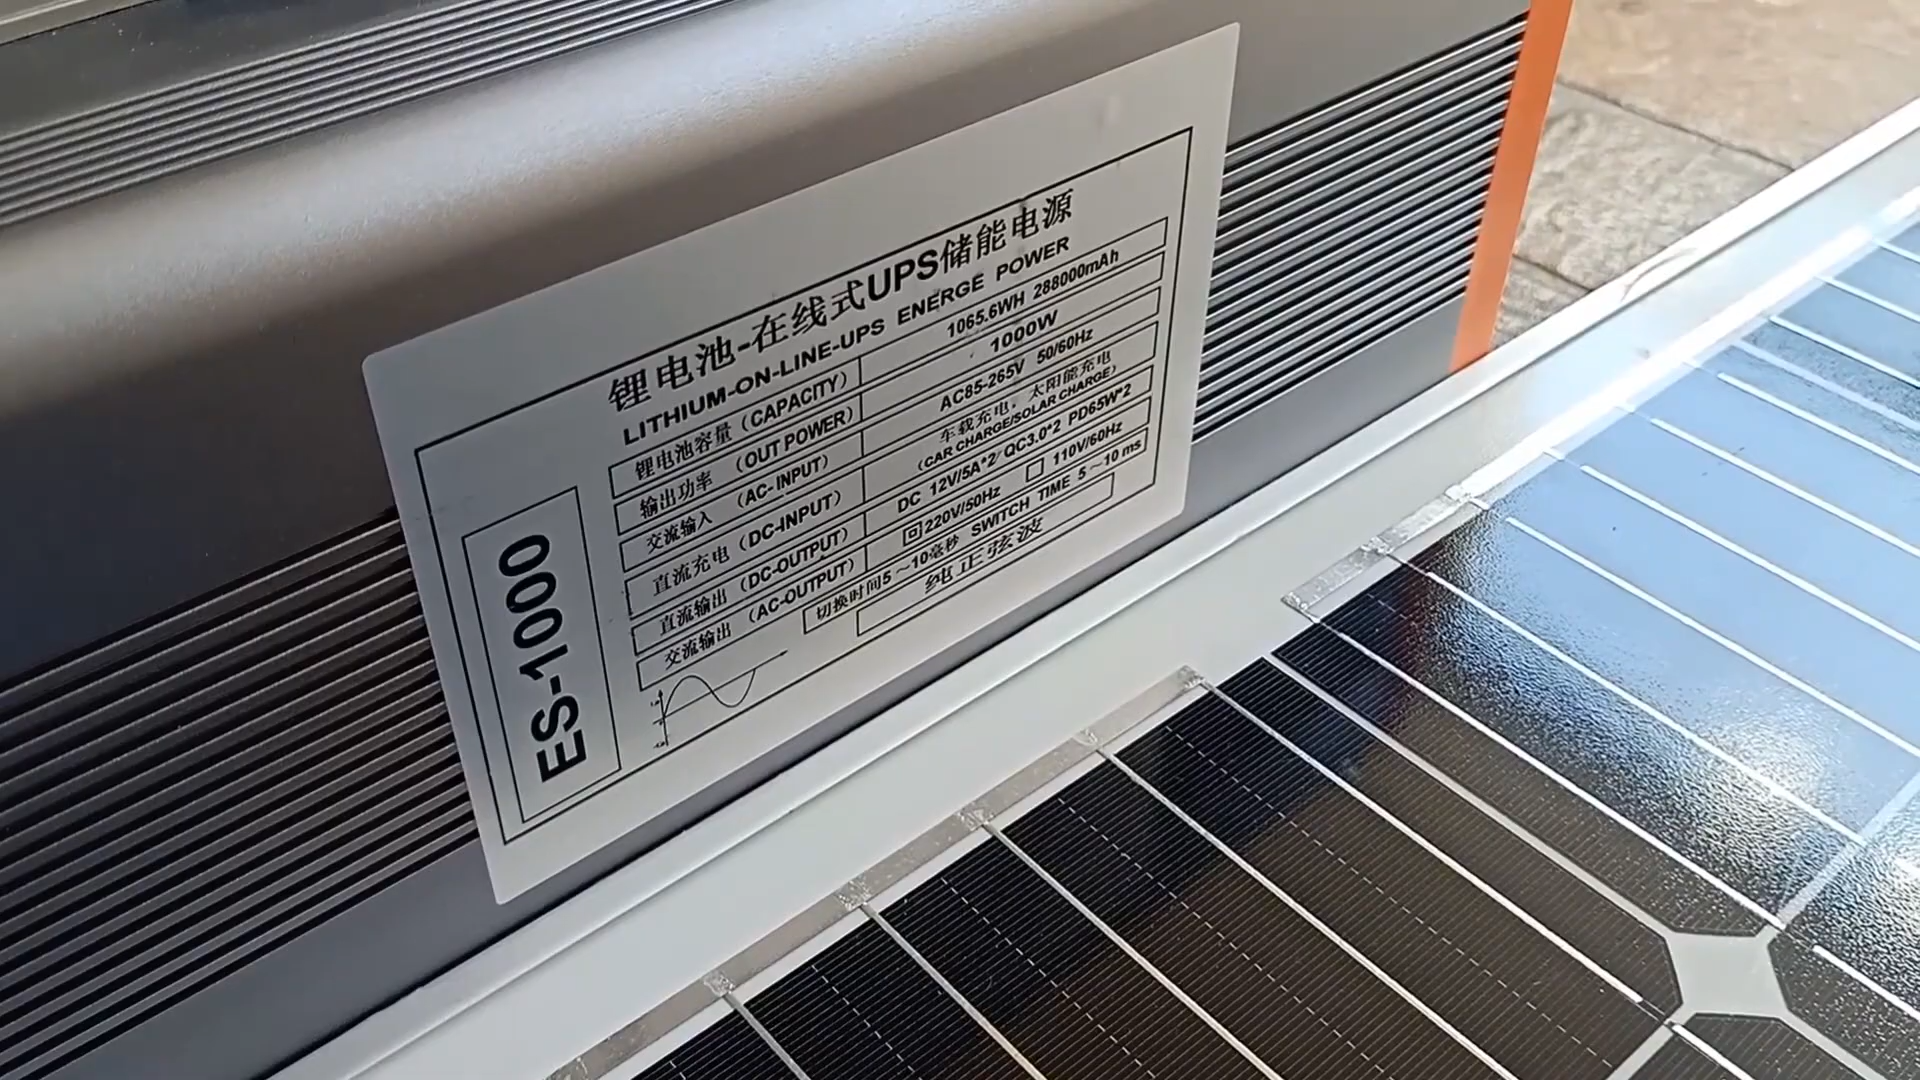 锂电池-在线式UPS储能电源
LITHIUM-ON-LINE-UPS ENERGE POWER
锂电池容量 (CAPACITY) 1065.6WH 288000mAh
输出功率 (OUT POWER) 1000W
交流输入 (AC-INPUT) AC85-265V 50/60Hz
直流充电 (DC-INPUT) 车载充电，太阳能充电
(CAR CHARGE/SOLAR CHARGE)
直流输出 (DC-OUTPUT) DC 12V/5A*2/ QC3.0*2 PD65W*2
交流输出 (AC-OUTPUT) 回220V/50Hz □ 110V/60Hz
切换时间5～10毫秒 SWITCH TIME 5～10 ms
纯正弦波
ES-1000